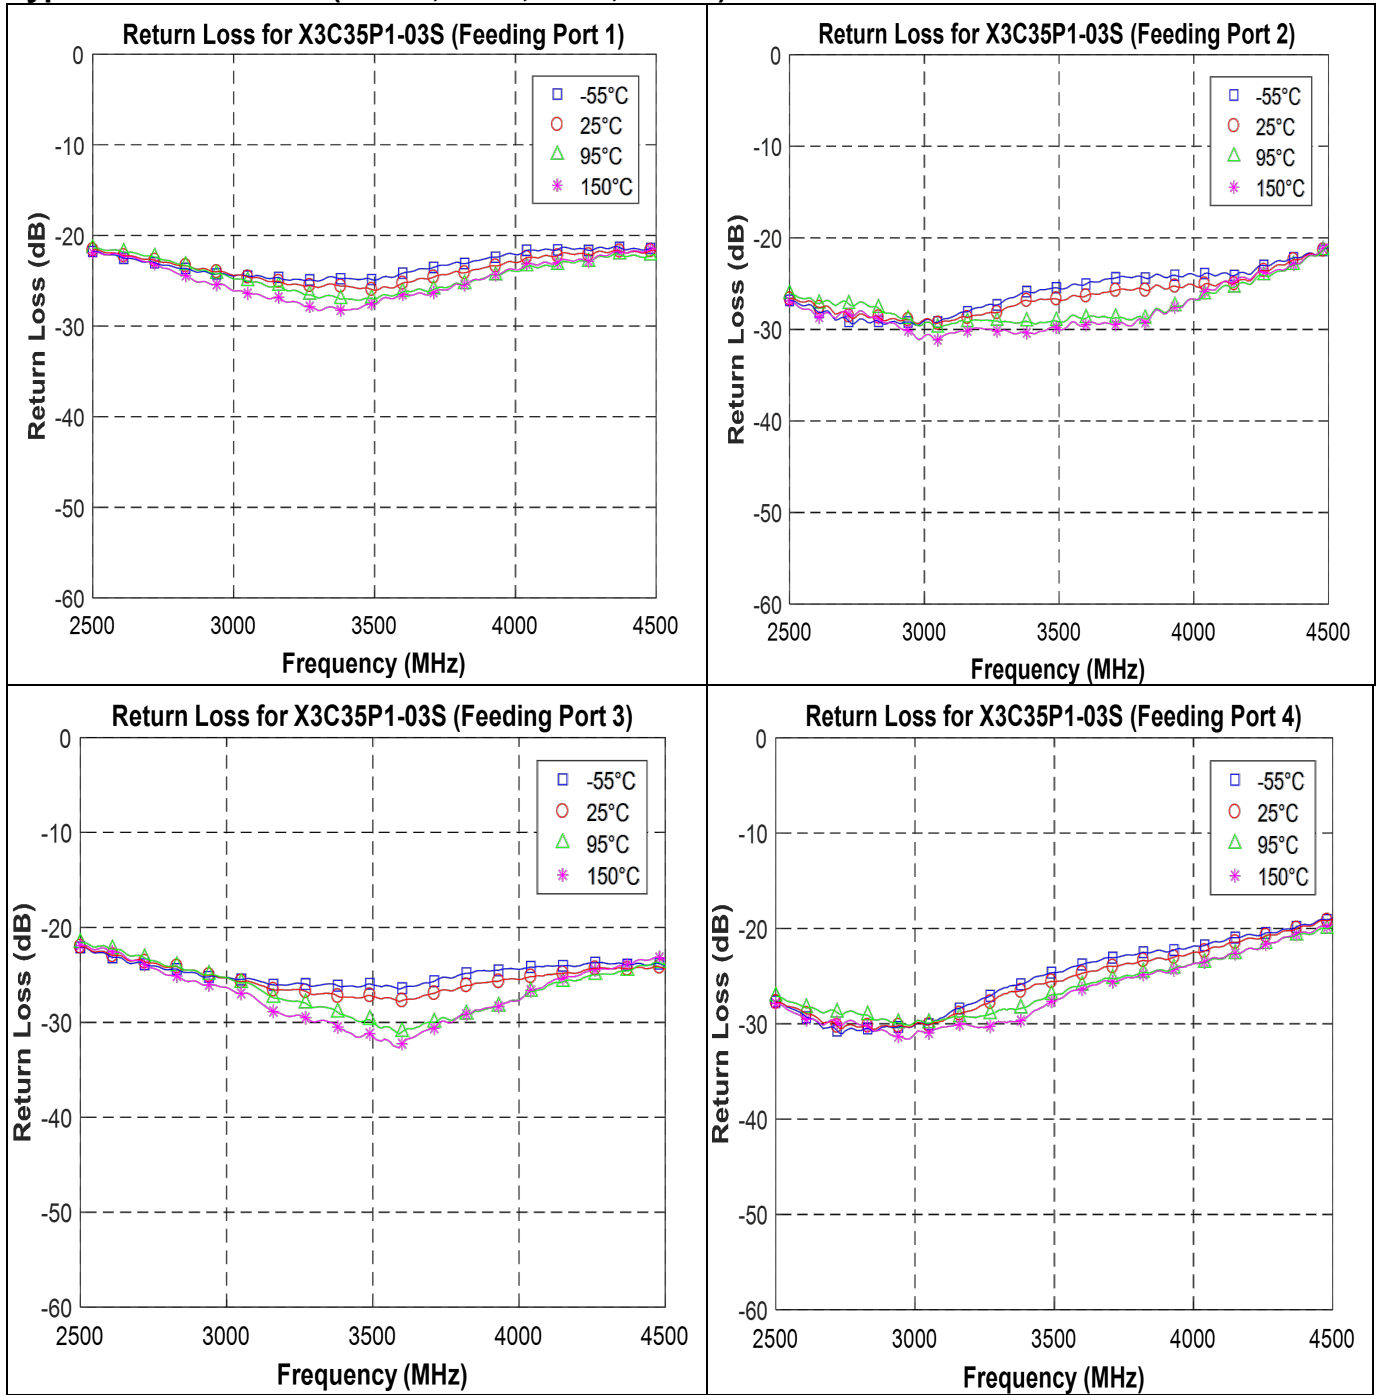 Return Loss for X3C35P1-03S (Feeding Port 1)
0
-10
-20
-30
-40
-50
-60
2500
3000
3500
4000
4500
Return Loss (dB)
Frequency (MHz)
-55°C
25°C
95°C
150°C
Return Loss for X3C35P1-03S (Feeding Port 2)
0
-10
-20
-30
-40
-50
-60
2500
3000
3500
4000
4500
Return Loss (dB)
Frequency (MHz)
-55°C
25°C
95°C
150°C
Return Loss for X3C35P1-03S (Feeding Port 3)
0
-10
-20
-30
-40
-50
-60
2500
3000
3500
4000
4500
Return Loss (dB)
Frequency (MHz)
-55°C
25°C
95°C
150°C
Return Loss for X3C35P1-03S (Feeding Port 4)
0
-10
-20
-30
-40
-50
-60
2500
3000
3500
4000
4500
Return Loss (dB)
Frequency (MHz)
-55°C
25°C
95°C
150°C